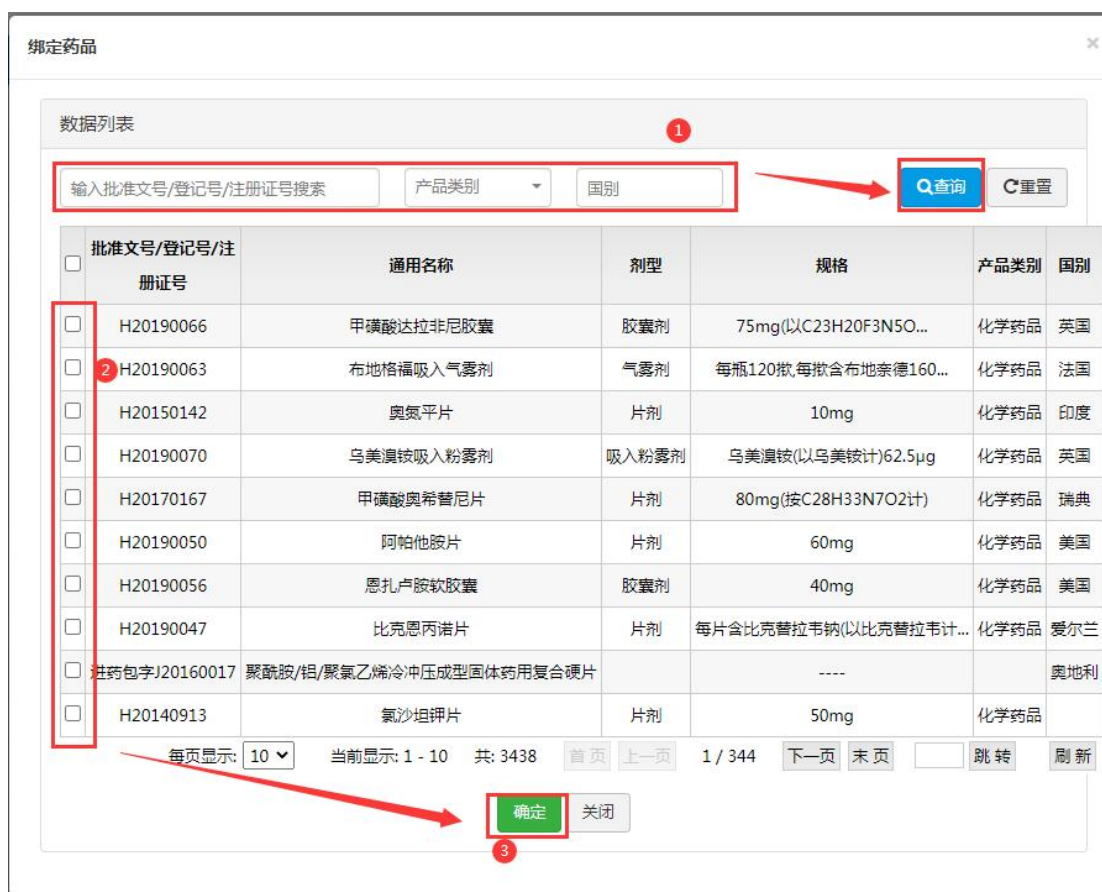 绑定药品
×
数据列表
1
输入批准文号/登记号/注册证号搜索 产品类别 国别 查询 重置
批准文号/登记号/注册证号 通用名称 剂型 规格 产品类别 国别
H20190066 甲磺酸达拉非尼胶囊 胶囊剂 75mg(以C23H20F3N5O... 化学药品 英国
2 H20190063 布地格福吸入气雾剂 气雾剂 每瓶120揿,每揿含布地奈德160... 化学药品 法国
H20150142 奥氮平片 片剂 10mg 化学药品 印度
H20190070 乌美溴铵吸入粉雾剂 吸入粉雾剂 乌美溴铵(以乌美铵计)62.5μg 化学药品 英国
H20170167 甲磺酸奥希替尼片 片剂 80mg(按C28H33N7O2计) 化学药品 瑞典
H20190050 阿帕他胺片 片剂 60mg 化学药品 美国
H20190056 恩扎卢胺软胶囊 胶囊剂 40mg 化学药品 美国
H20190047 比克恩丙诺片 片剂 每片含比克替拉韦钠(以比克替拉韦计... 化学药品 爱尔兰
进药包字J20160017 聚酰胺/铝/聚氯乙烯冷冲压成型固体药用复合硬片 ---- 奥地利
H20140913 氯沙坦钾片 片剂 50mg 化学药品
每页显示: 10 当前显示: 1 - 10 共: 3438 首页 上一页 1 / 344 下一页 末页 跳转 刷新
确定 关闭
3